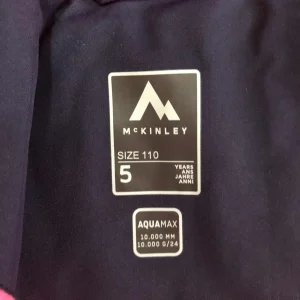 McKINLEY
SIZE 110
5
YEARS
ANS
JAHRE
ANNI
AQUAMAX
10.000 MM
10.000 G/24